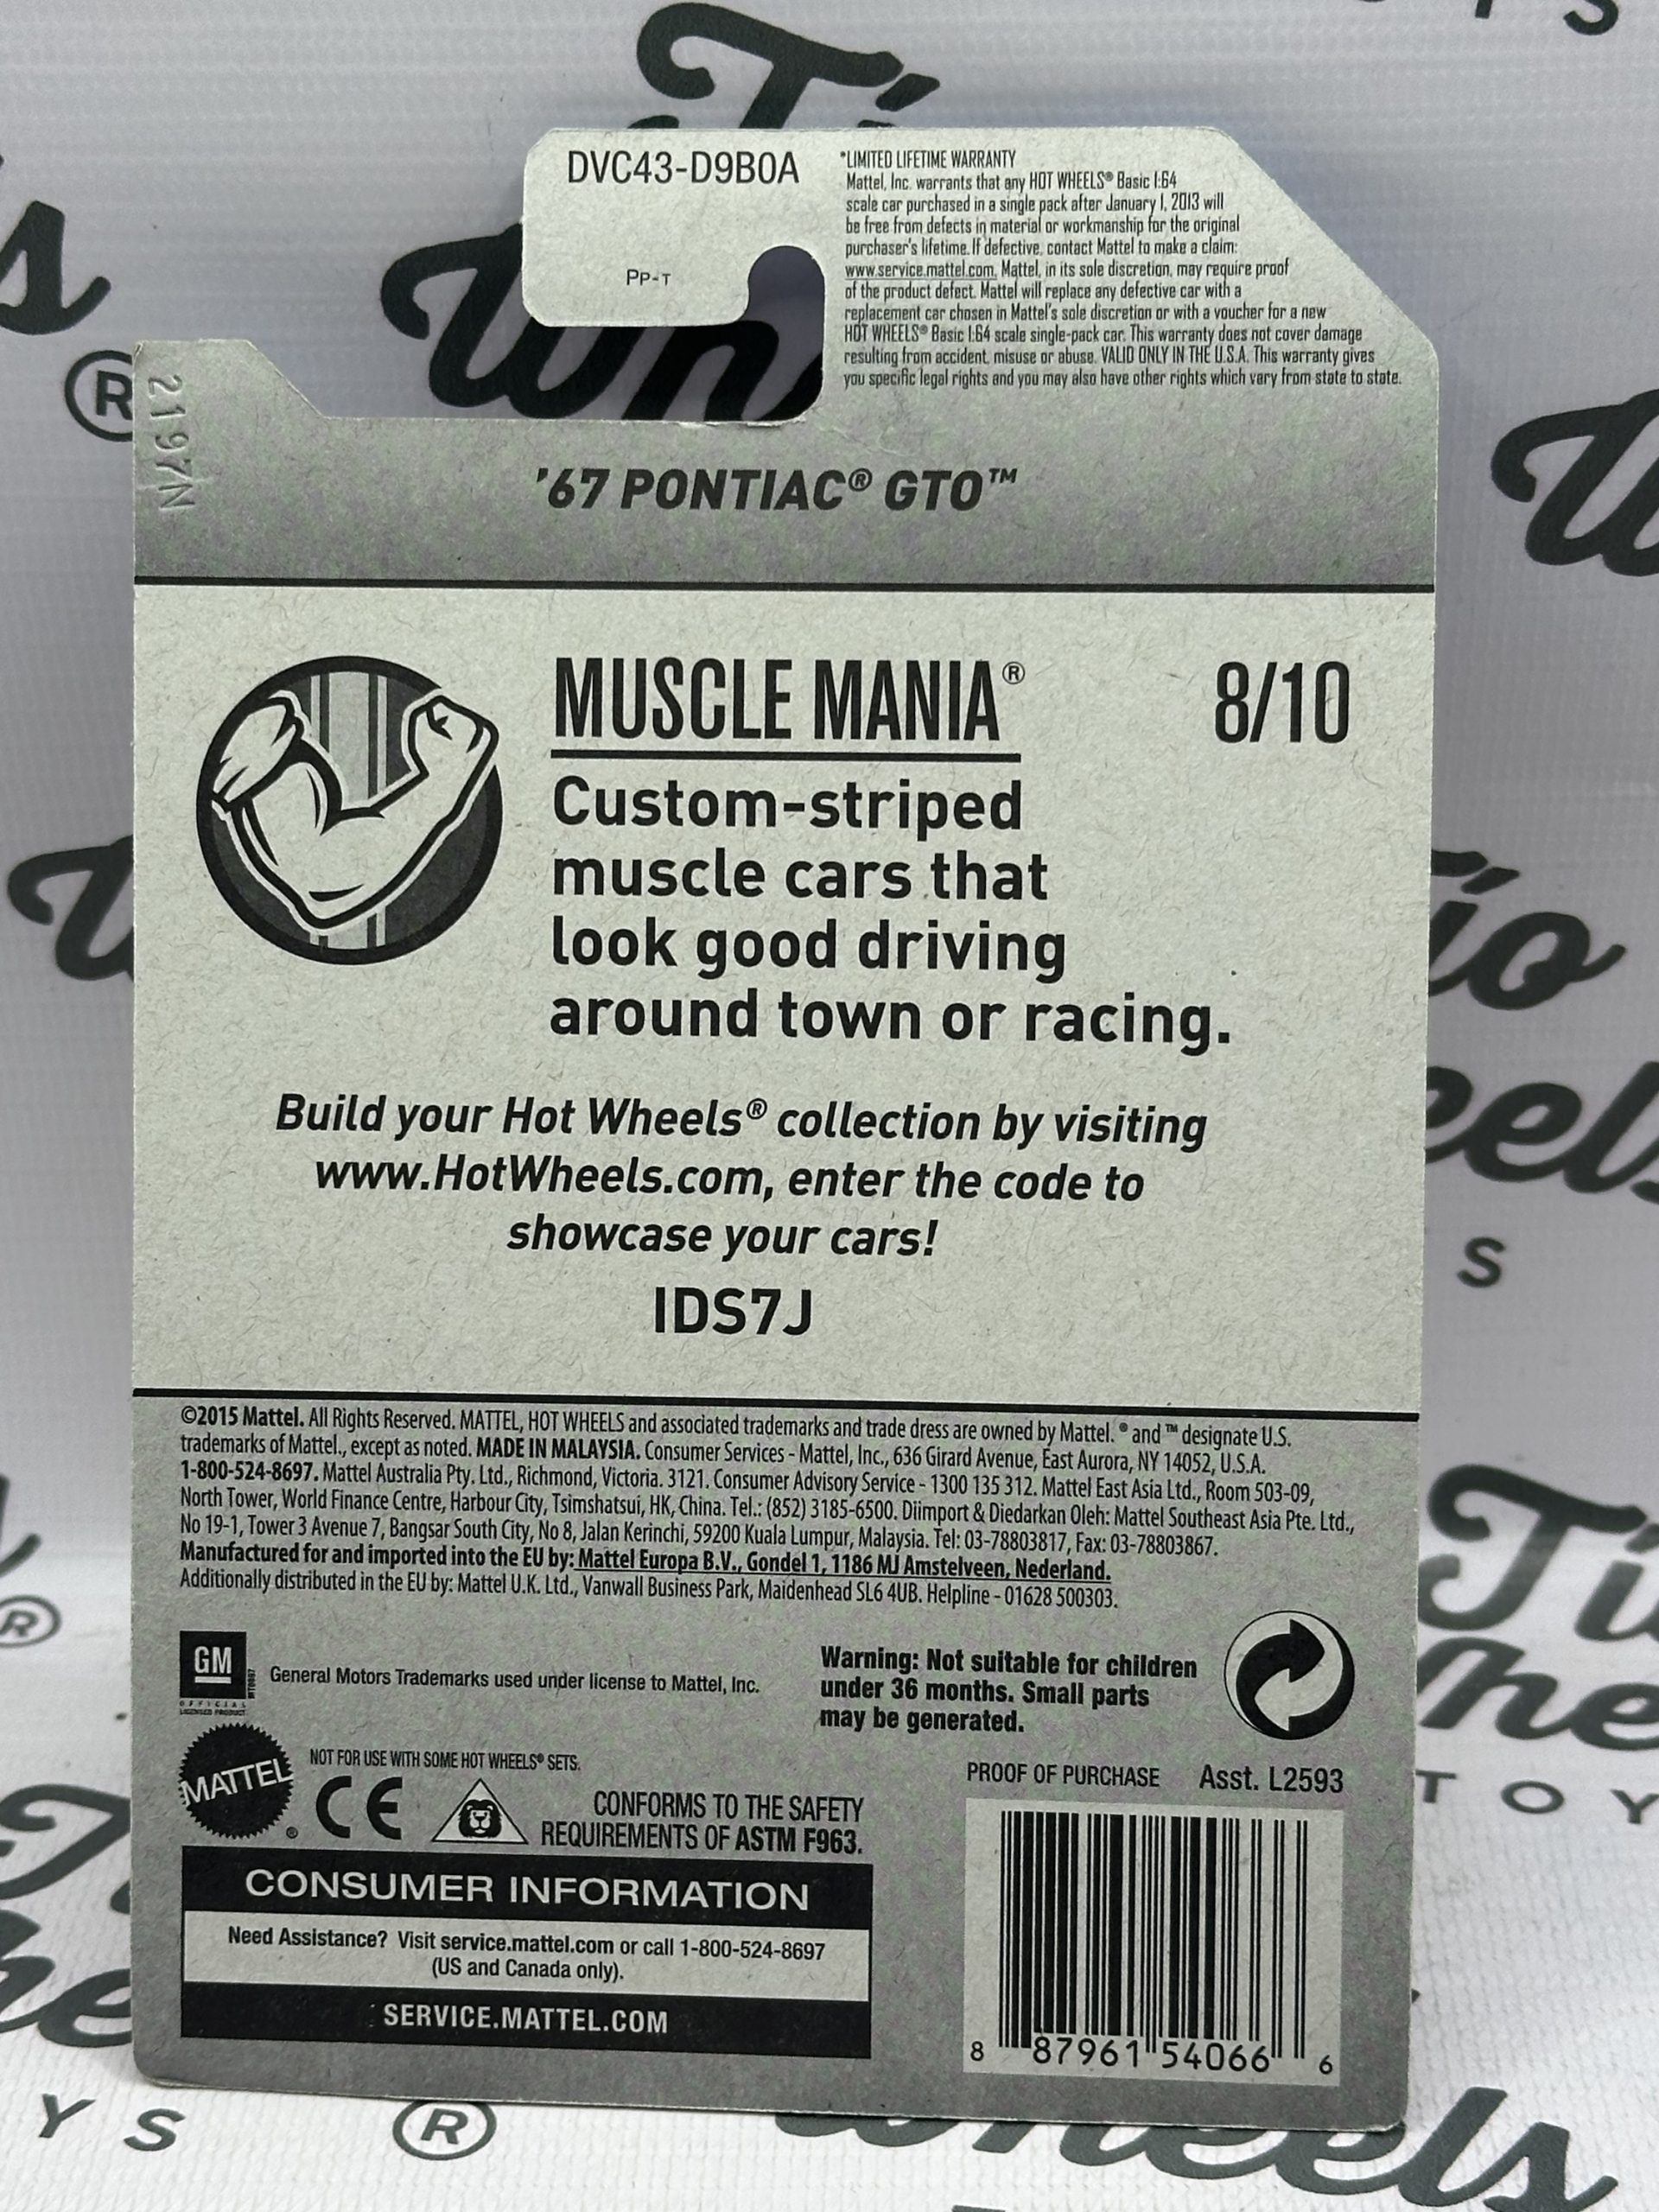 DVC43-D9B0A
PP-T
*LIMITED LIFETIME WARRANTY
Mattel, Inc. warrants that any HOT WHEELS® Basic 1:64
scale car purchased in a single pack after January 1, 2013 will
be free from defects in material or workmanship for the original
purchaser's lifetime. If defective, contact Mattel to make a claim:
www.service.mattel.com. Mattel, in its sole discretion, may require proof
of the product defect. Mattel will replace any defective car with a
replacement car chosen in Mattel's sole discretion or with a voucher for a new
HOT WHEELS® Basic 1:64 scale single-pack car. This warranty does not cover damage
resulting from accident, misuse or abuse. VALID ONLY IN THE U.S.A. This warranty gives
you specific legal rights and you may also have other rights which vary from state to state.
2197N
'67 PONTIAC® GTO™
MUSCLE MANIA®
8/10
Custom-striped
muscle cars that
look good driving
around town or racing.
Build your Hot Wheels® collection by visiting
www.HotWheels.com, enter the code to
showcase your cars!
IDS7J
©2015 Mattel. All Rights Reserved. MATTEL, HOT WHEELS and associated trademarks and trade dress are owned by Mattel. ® and ™ designate U.S.
trademarks of Mattel., except as noted. MADE IN MALAYSIA. Consumer Services - Mattel, Inc., 636 Girard Avenue, East Aurora, NY 14052, U.S.A.
1-800-524-8697. Mattel Australia Pty. Ltd., Richmond, Victoria. 3121. Consumer Advisory Service - 1300 135 312. Mattel East Asia Ltd., Room 503-09,
North Tower, World Finance Centre, Harbour City, Tsimshatsui, HK, China. Tel.: (852) 3185-6500. Diimport & Diedarkan Oleh: Mattel Southeast Asia Pte. Ltd.,
No 19-1, Tower 3 Avenue 7, Bangsar South City, No 8, Jalan Kerinchi, 59200 Kuala Lumpur, Malaysia. Tel: 03-78803817, Fax: 03-78803867.
Manufactured for and imported into the EU by: Mattel Europa B.V., Gondel 1, 1186 MJ Amstelveen, Nederland.
Additionally distributed in the EU by: Mattel U.K. Ltd., Vanwall Business Park, Maidenhead SL6 4UB. Helpline - 01628 500303.
GM
OFFICIAL
LICENSED PRODUCT
General Motors Trademarks used under license to Mattel, Inc.
Warning: Not suitable for children
under 36 months. Small parts
may be generated.
MATTEL®
NOT FOR USE WITH SOME HOT WHEELS® SETS.
CE
CONFORMS TO THE SAFETY
REQUIREMENTS OF ASTM F963.
PROOF OF PURCHASE Asst. L2593
CONSUMER INFORMATION
Need Assistance? Visit service.mattel.com or call 1-800-524-8697
(US and Canada only).
SERVICE.MATTEL.COM
8 87961 54066 6